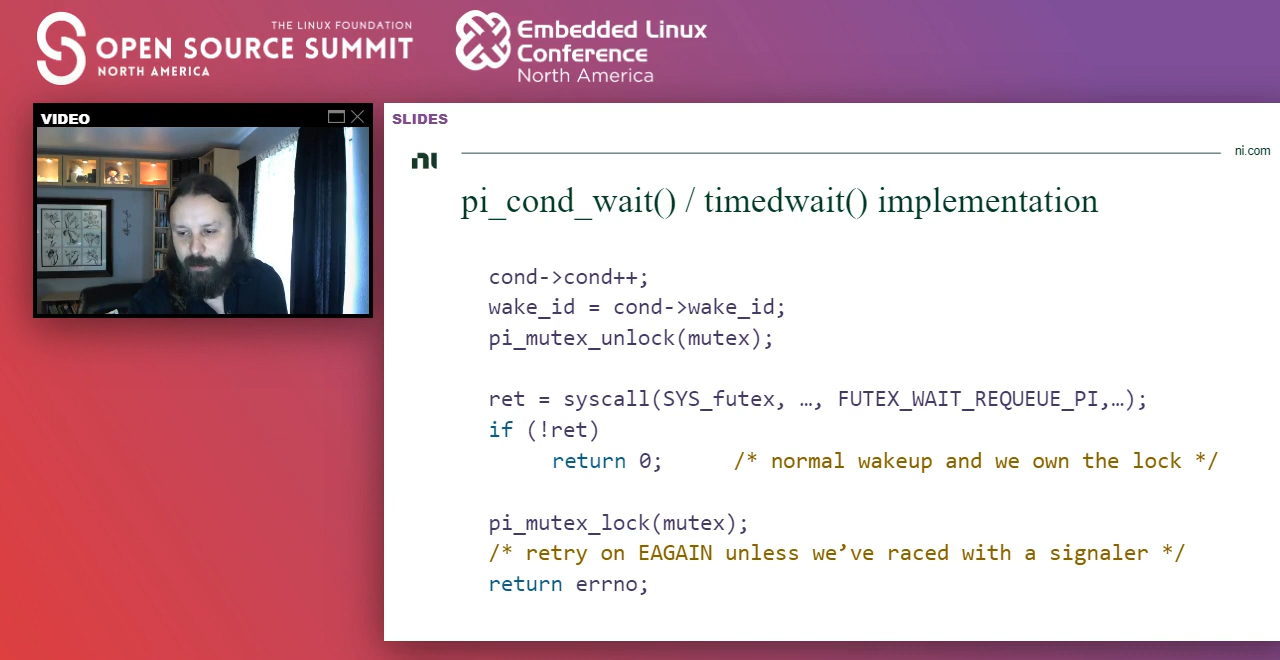 THE LINUX FOUNDATION
OPEN SOURCE SUMMIT
NORTH AMERICA
Embedded Linux
Conference
North America
VIDEO
SLIDES
ni
ni.com
pi_cond_wait() / timedwait() implementation
cond->cond++;
wake_id = cond->wake_id;
pi_mutex_unlock(mutex);
ret = syscall(SYS_futex, …, FUTEX_WAIT_REQUEUE_PI,…);
if (!ret)
return 0; /* normal wakeup and we own the lock */
pi_mutex_lock(mutex);
/* retry on EAGAIN unless we’ve raced with a signaler */
return errno;